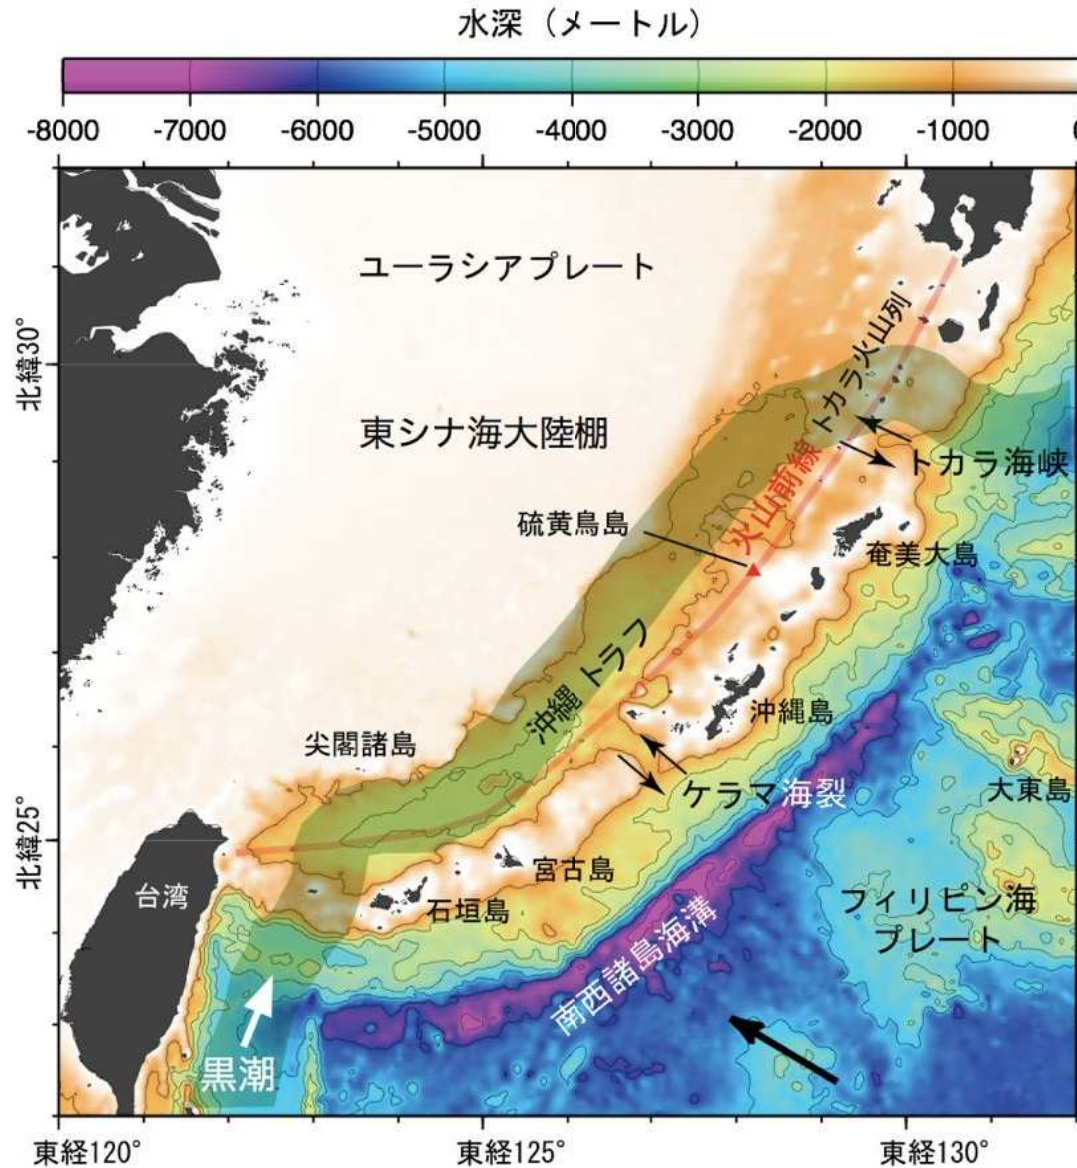 水深（メートル）
-8000 -7000 -6000 -5000 -4000 -3000 -2000 -1000 0
ユーラシアプレート
トカラ火山列
北緯30°
東シナ海大陸棚
火山前線
トカラ海峡
硫黄鳥島
奄美大島
沖縄トラフ
沖縄島
尖閣諸島
大東島
ケラマ海裂
北緯25°
宮古島
台湾
石垣島
フィリピン海
プレート
南西諸島海溝
黒潮
東経120° 東経125° 東経130°